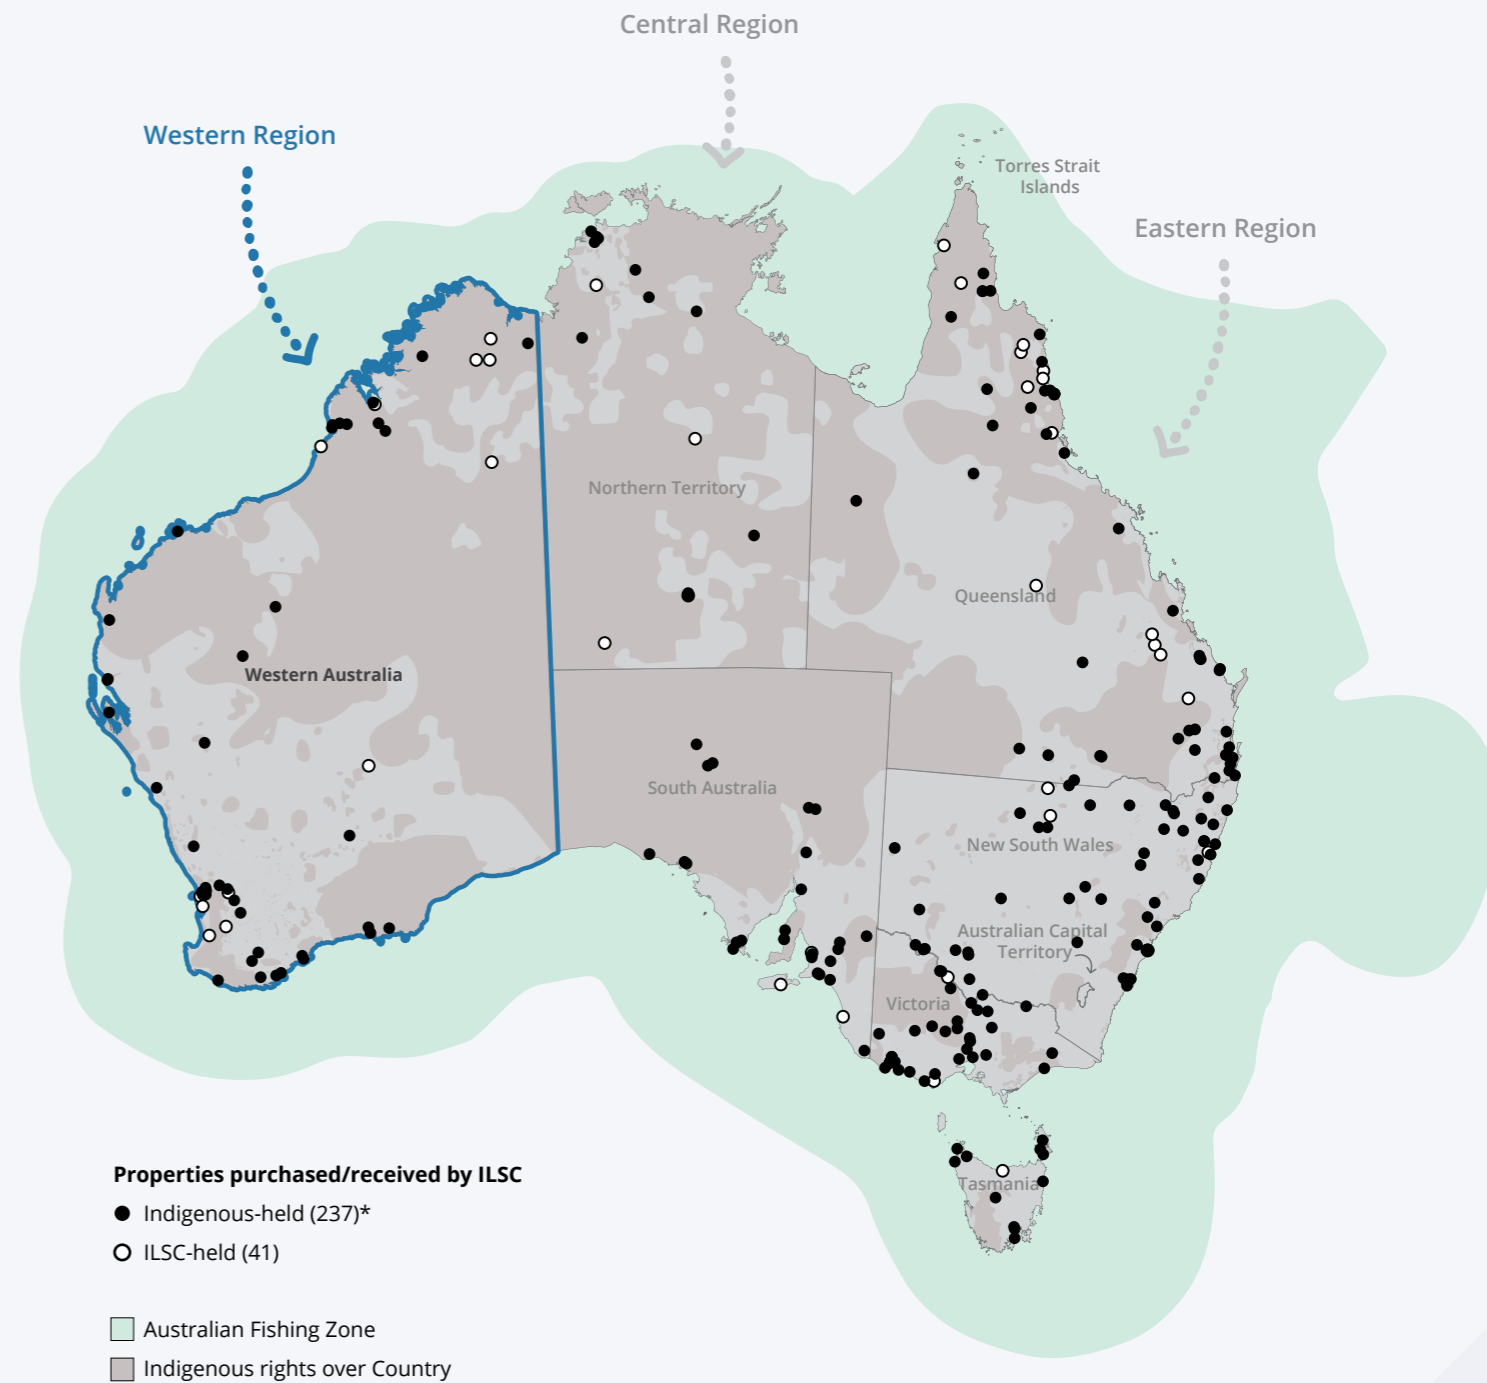 Central Region
Western Region
Torres Strait
Islands
Eastern Region
Northern Territory
Queensland
Western Australia
South Australia
New South Wales
Australian Capital
Territory
Victoria
Tasmania
Properties purchased/received by ILSC
Indigenous-held (237)*
ILSC-held (41)
Australian Fishing Zone
Indigenous rights over Country